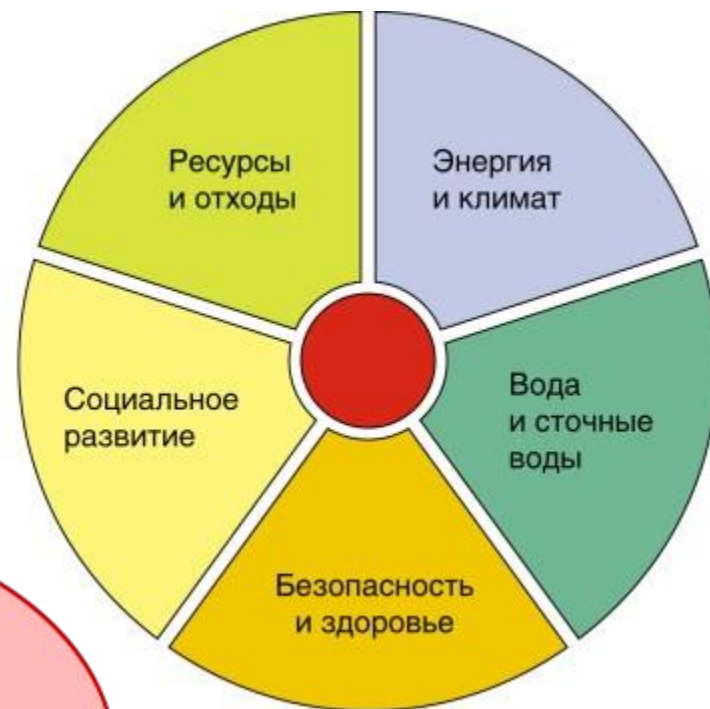 Ресурсы
и отходы
Энергия
и климат
Социальное
развитие
Вода
и сточные
воды
Безопасность
и здоровье